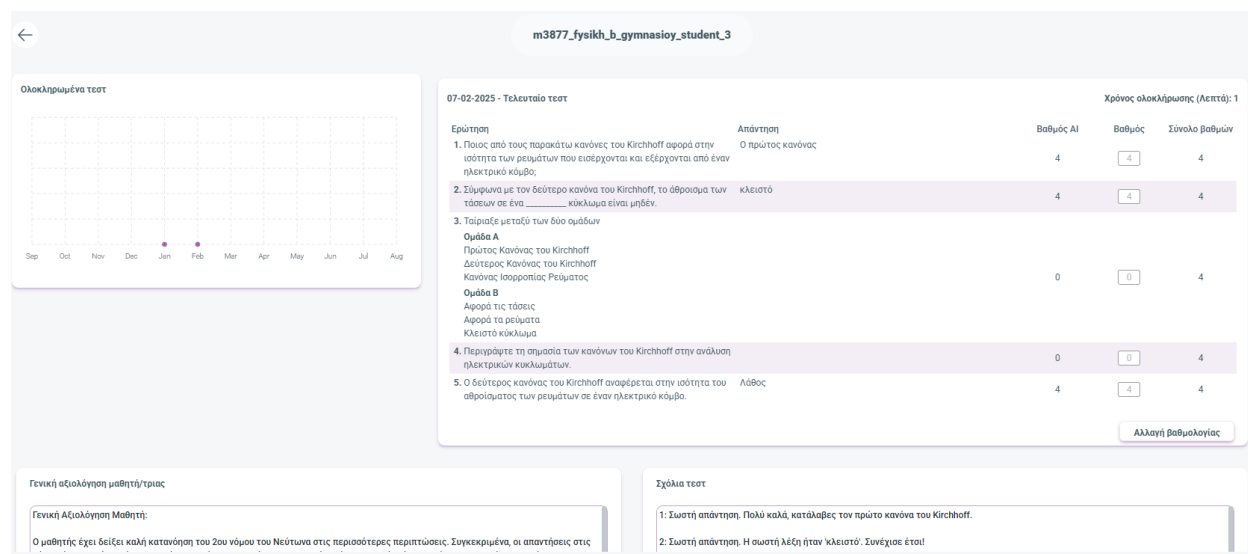 m3877_fysikh_b_gymnasioy_student_3
Ολοκληρωμένα τεστ
Sep Oct Nov Dec Jan Feb Mar Apr May Jun Jul Aug
07-02-2025 - Τελευταίο τεστ Χρόνος ολοκλήρωσης (Λεπτά): 1
Ερώτηση Απάντηση Βαθμός AI Βαθμός Σύνολο βαθμών
1. Ποιος από τους παρακάτω κανόνες του Kirchhoff αφορά στην Ο πρώτος κανόνας
ισότητα των ρευμάτων που εισέρχονται και εξέρχονται από έναν 4 4 4
ηλεκτρικό κόμβο;
2. Σύμφωνα με τον δεύτερο κανόνα του Kirchhoff, το άθροισμα των κλειστό 4 4 4
τάσεων σε ένα _________ κύκλωμα είναι μηδέν.
3. Ταίριαξε μεταξύ των δύο ομάδων
Ομάδα Α
Πρώτος Κανόνας του Kirchhoff
Δεύτερος Κανόνας του Kirchhoff
Κανόνας Ισορροπίας Ρεύματος 0 0 4
Ομάδα Β
Αφορά τις τάσεις
Αφορά τα ρεύματα
Κλειστό κύκλωμα
4. Περιγράψτε τη σημασία των κανόνων του Kirchhoff στην ανάλυση 0 0 4
ηλεκτρικών κυκλωμάτων.
5. Ο δεύτερος κανόνας του Kirchhoff αναφέρεται στην ισότητα του Λάθος 4 4 4
αθροίσματος των ρευμάτων σε έναν ηλεκτρικό κόμβο.
Αλλαγή βαθμολογίας
Γενική αξιολόγηση μαθητή/τριας
Γενική Αξιολόγηση Μαθητή:
Ο μαθητής έχει δείξει καλή κατανόηση του 2ου νόμου του Νεύτωνα στις περισσότερες περιπτώσεις. Συγκεκριμένα, οι απαντήσεις στις
Σχόλια τεστ
1: Σωστή απάντηση. Πολύ καλά, κατάλαβες τον πρώτο κανόνα του Kirchhoff.
2: Σωστή απάντηση. Η σωστή λέξη ήταν 'κλειστό'. Συνέχισε έτσι!